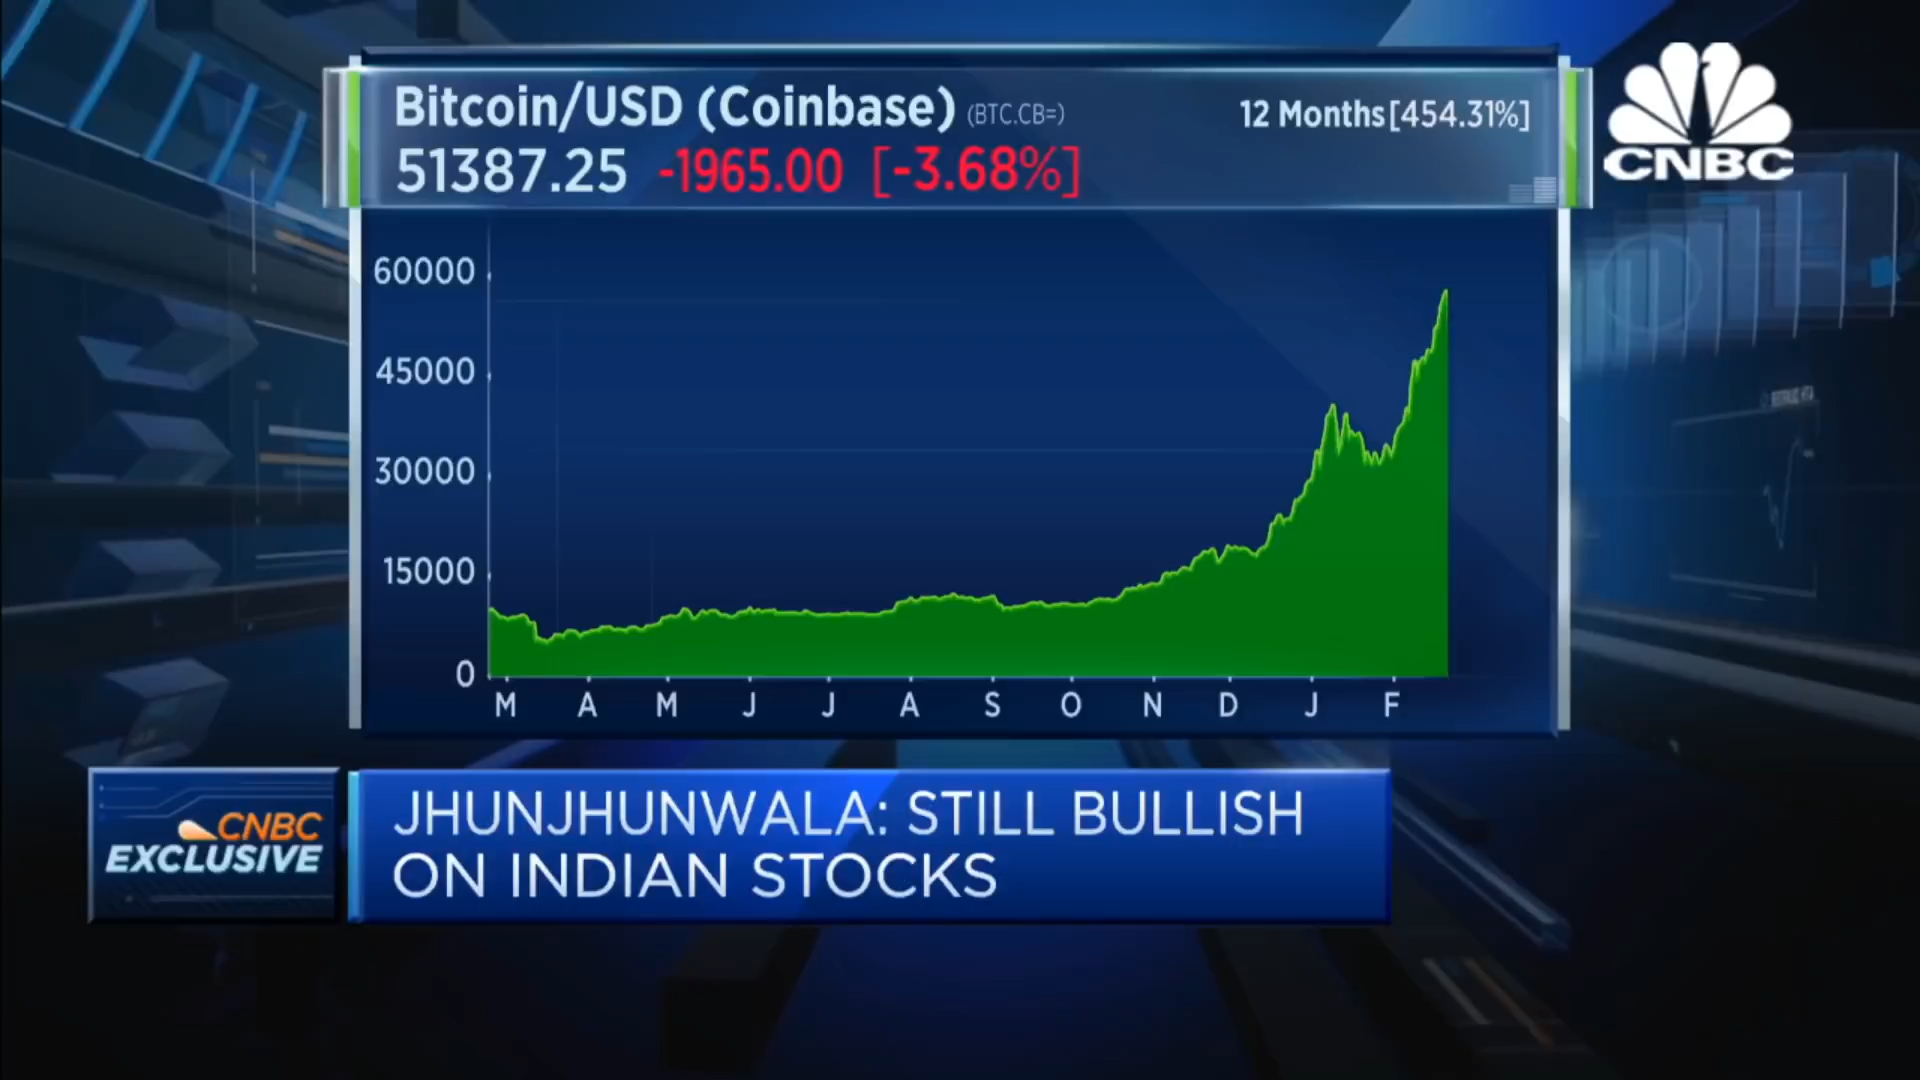 Bitcoin/USD (Coinbase) (BTC.CB=)
12 Months[454.31%]
51387.25 -1965.00 [-3.68%]
CNBC
60000
45000
30000
15000
0
M A M J J A S O N D J F
CNBC
EXCLUSIVE
JHUNJHUNWALA: STILL BULLISH
ON INDIAN STOCKS